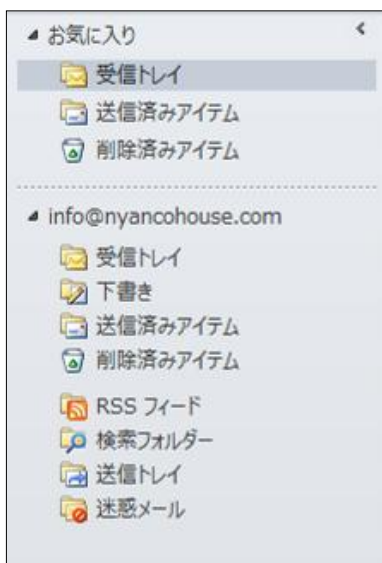 お気に入り
受信トレイ
送信済みアイテム
削除済みアイテム
info@nyancohouse.com
受信トレイ
下書き
送信済みアイテム
削除済みアイテム
RSS フィード
検索フォルダー
送信トレイ
迷惑メール